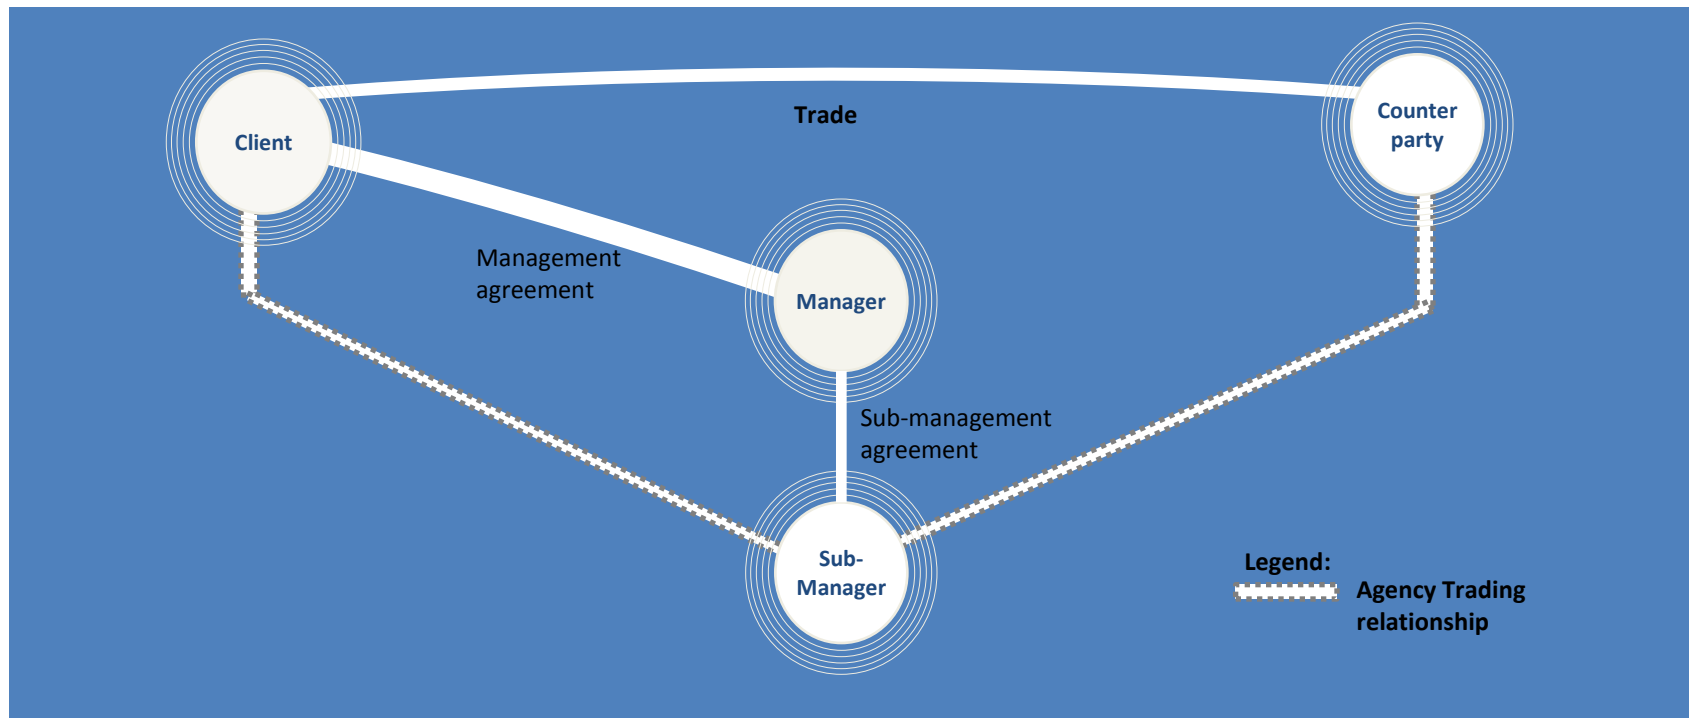 Trade
Client
Counter
party
Management
agreement
Manager
Sub-management
agreement
Sub-
Manager
Legend:
Agency Trading
relationship